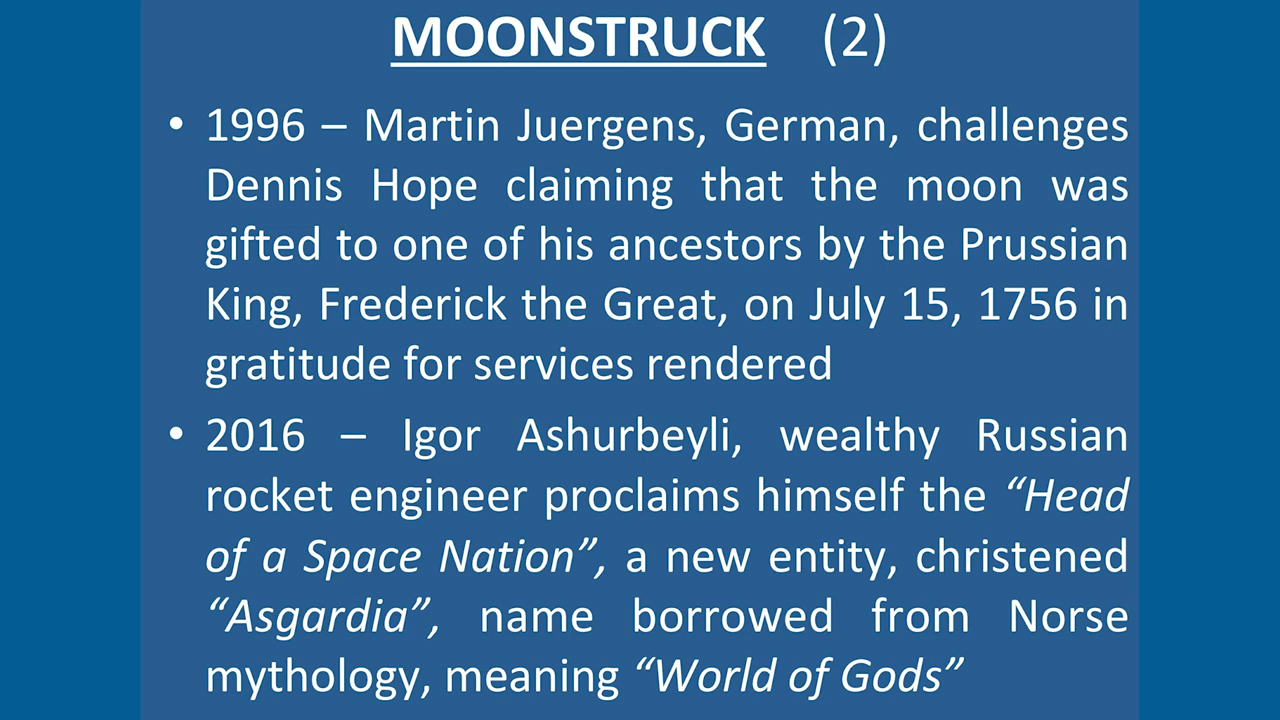 MOONSTRUCK (2)
• 1996 – Martin Juergens, German, challenges
Dennis Hope claiming that the moon was
gifted to one of his ancestors by the Prussian
King, Frederick the Great, on July 15, 1756 in
gratitude for services rendered
• 2016 – Igor Ashurbeyli, wealthy Russian
rocket engineer proclaims himself the “Head
of a Space Nation”, a new entity, christened
“Asgardia”, name borrowed from Norse
mythology, meaning “World of Gods”